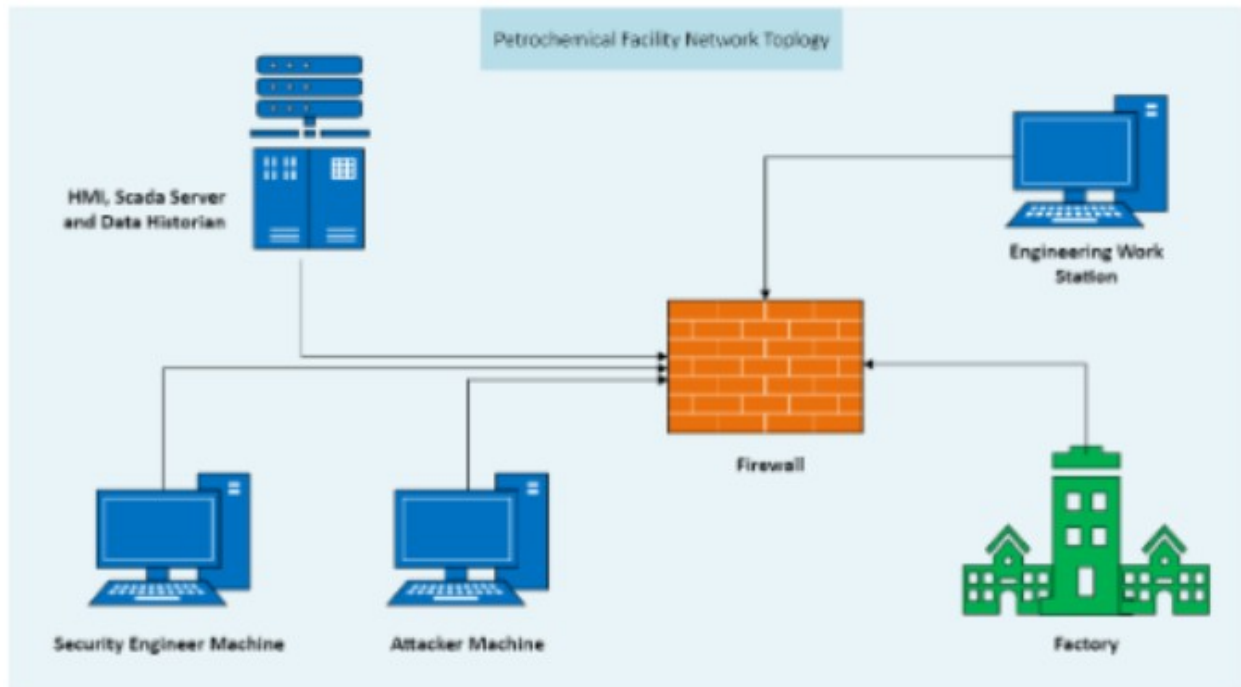 Petrochemical Facility Network Toplogy
HMI, Scada Server
and Data Historian
Engineering Work
Station
Firewall
Security Engineer Machine
Attacker Machine
Factory